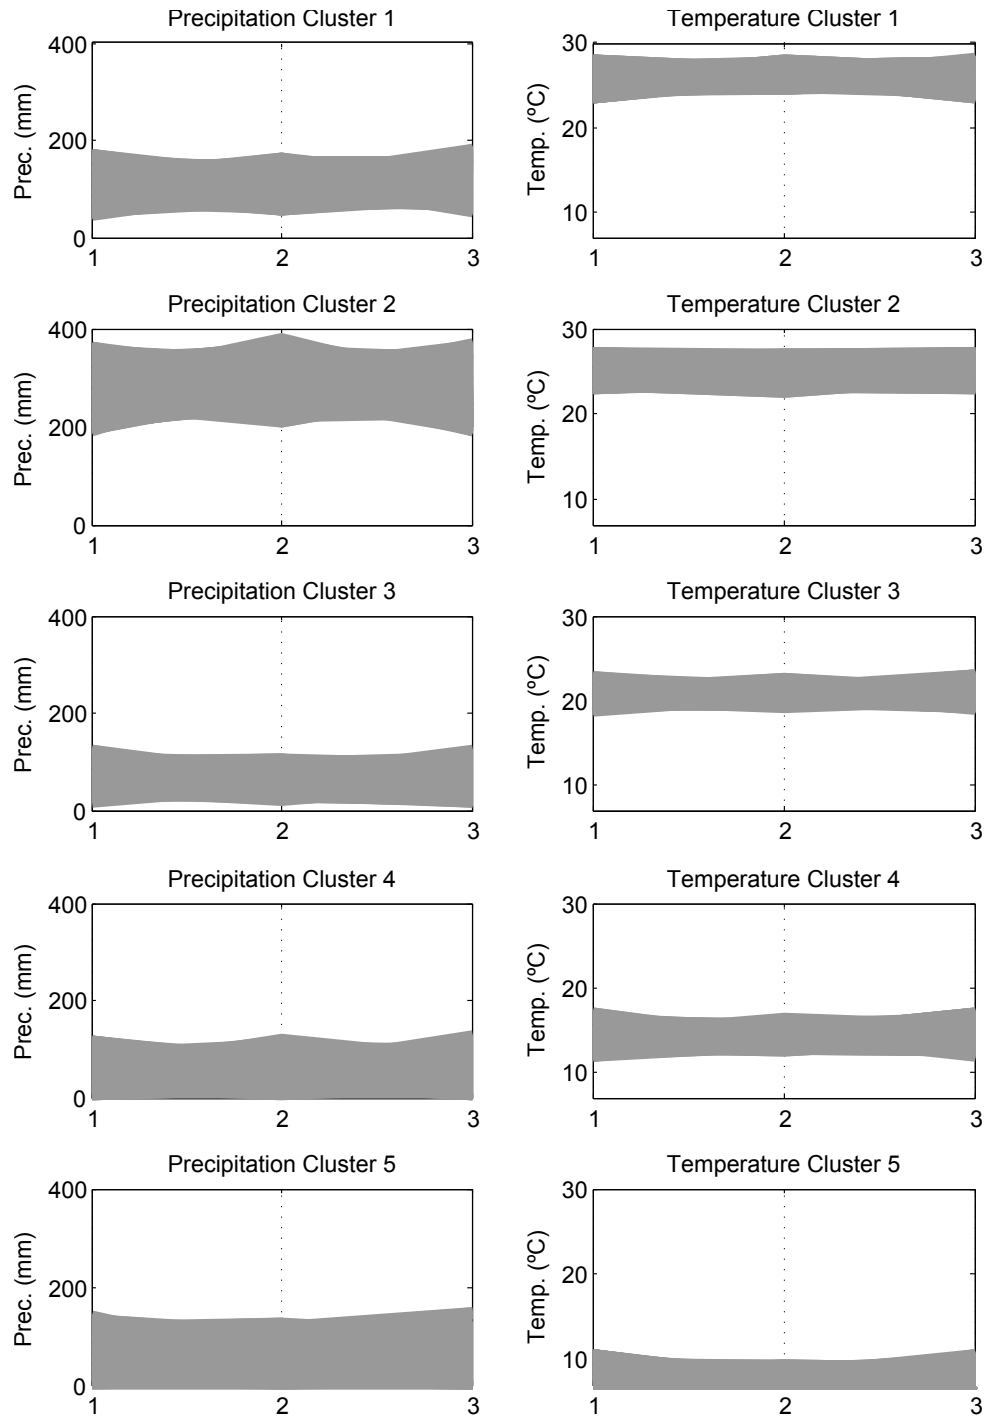 Precipitation Cluster 1
Temperature Cluster 1
400
200
0
Prec. (mm)
1 2 3
30
20
10
Temp. (ºC)
1 2 3
Precipitation Cluster 2
Temperature Cluster 2
400
200
0
Prec. (mm)
1 2 3
30
20
10
Temp. (ºC)
1 2 3
Precipitation Cluster 3
Temperature Cluster 3
400
200
0
Prec. (mm)
1 2 3
30
20
10
Temp. (ºC)
1 2 3
Precipitation Cluster 4
Temperature Cluster 4
400
200
0
Prec. (mm)
1 2 3
30
20
10
Temp. (ºC)
1 2 3
Precipitation Cluster 5
Temperature Cluster 5
400
200
0
Prec. (mm)
1 2 3
30
20
10
Temp. (ºC)
1 2 3